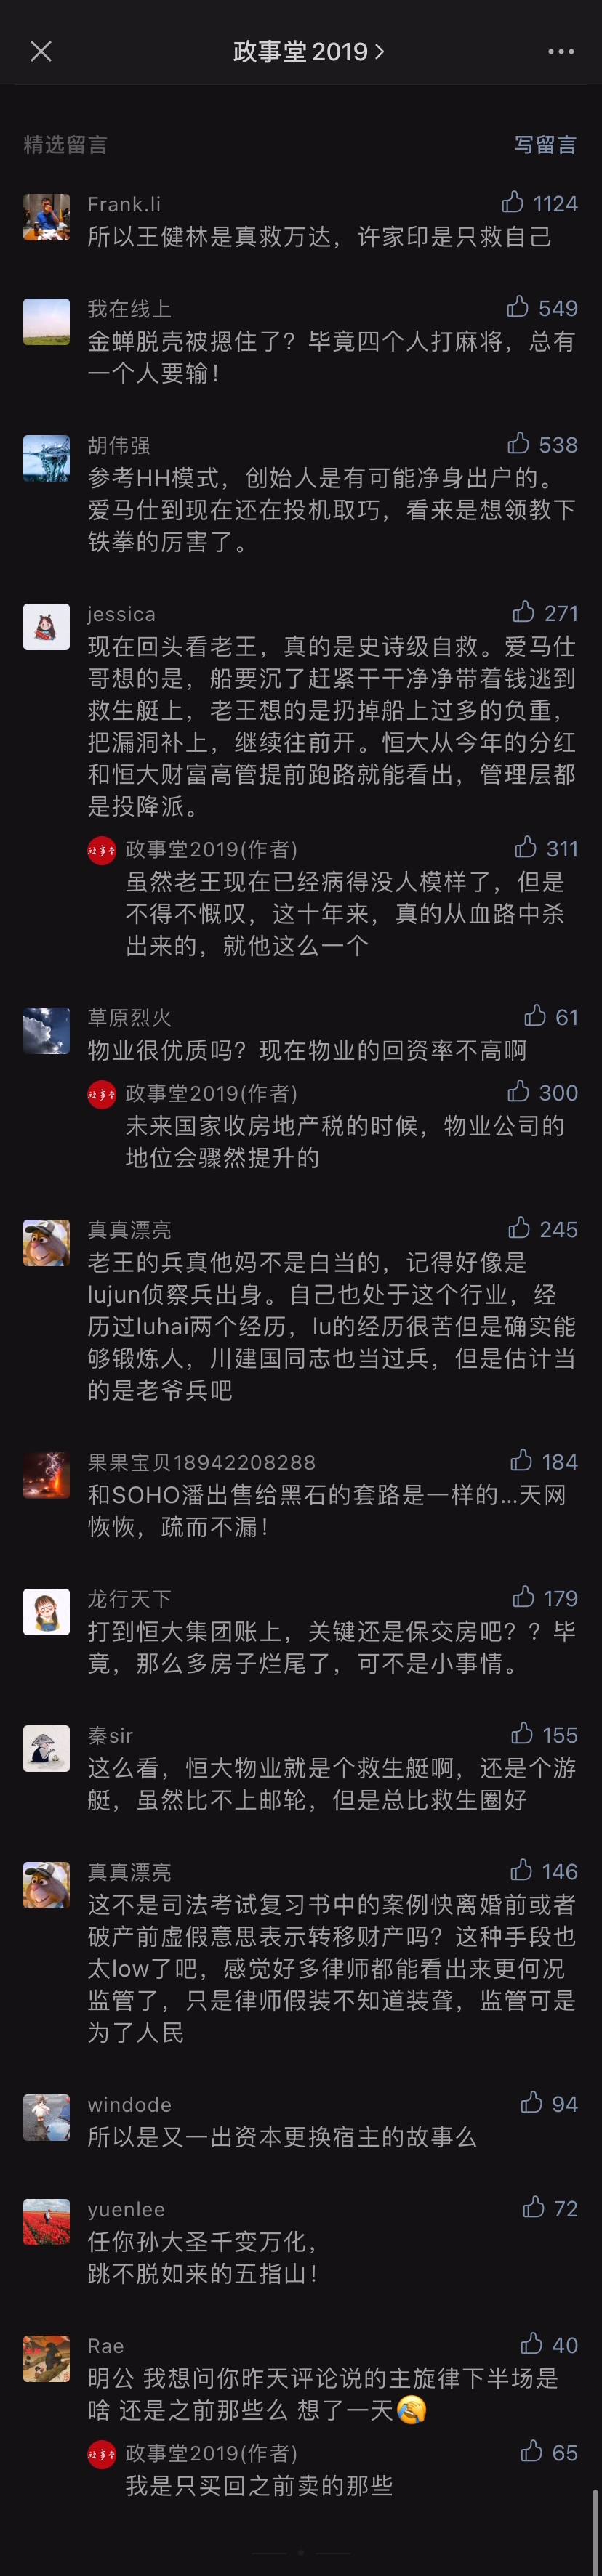 政事堂2019
精选留言
写留言
Frank.li
1124
所以王健林是真救万达，许家印是只救自己
我在线上
549
金蝉脱壳被摁住了？毕竟四个人打麻将，总有
一个人要输！
胡伟强
538
参考HH模式，创始人是有可能净身出户的。
爱马仕到现在还在投机取巧，看来是想领教下
铁拳的厉害了。
jessica
271
现在回头看老王，真的是史诗级自救。爱马仕
哥想的是，船要沉了赶紧干干净净带着钱逃到
救生艇上，老王想的是扔掉船上过多的负重，
把漏洞补上，继续往前开。恒大从今年的分红
和恒大财富高管提前跑路就能看出，管理层都
是投降派。
政事堂2019(作者)
311
虽然老王现在已经病得没人模样了，但是
不得不慨叹，这十年来，真的从血路中杀
出来的，就他这么一个
草原烈火
61
物业很优质吗？现在物业的回资率不高啊
政事堂2019(作者)
300
未来国家收房地产税的时候，物业公司的
地位会骤然提升的
真真漂亮
245
老王的兵真他妈不是白当的，记得好像是
lujun侦察兵出身。自己也处于这个行业，经
历过luhai两个经历，lu的经历很苦但是确实能
够锻炼人，川建国同志也当过兵，但是估计当
的是老爷兵吧
果果宝贝18942208288
184
和SOHO潘出售给黑石的套路是一样的...天网
恢恢，疏而不漏！
龙行天下
179
打到恒大集团账上，关键还是保交房吧？？毕
竟，那么多房子烂尾了，可不是小事情。
秦sir
155
这么看，恒大物业就是个救生艇啊，还是个游
艇，虽然比不上邮轮，但是总比救生圈好
真真漂亮
146
这不是司法考试复习书中的案例快离婚前或者
破产前虚假意思表示转移财产吗？这种手段也
太low了吧，感觉好多律师都能看出来更何况
监管了，只是律师假装不知道装聋，监管可是
为了人民
windode
94
所以是又一出资本更换宿主的故事么
yuenlee
72
任你孙大圣千变万化，
跳不脱如来的五指山！
Rae
40
明公 我想问你昨天评论说的主旋律下半场是
啥 还是之前那些么 想了一天😂
政事堂2019(作者)
65
我是只买回之前卖的那些